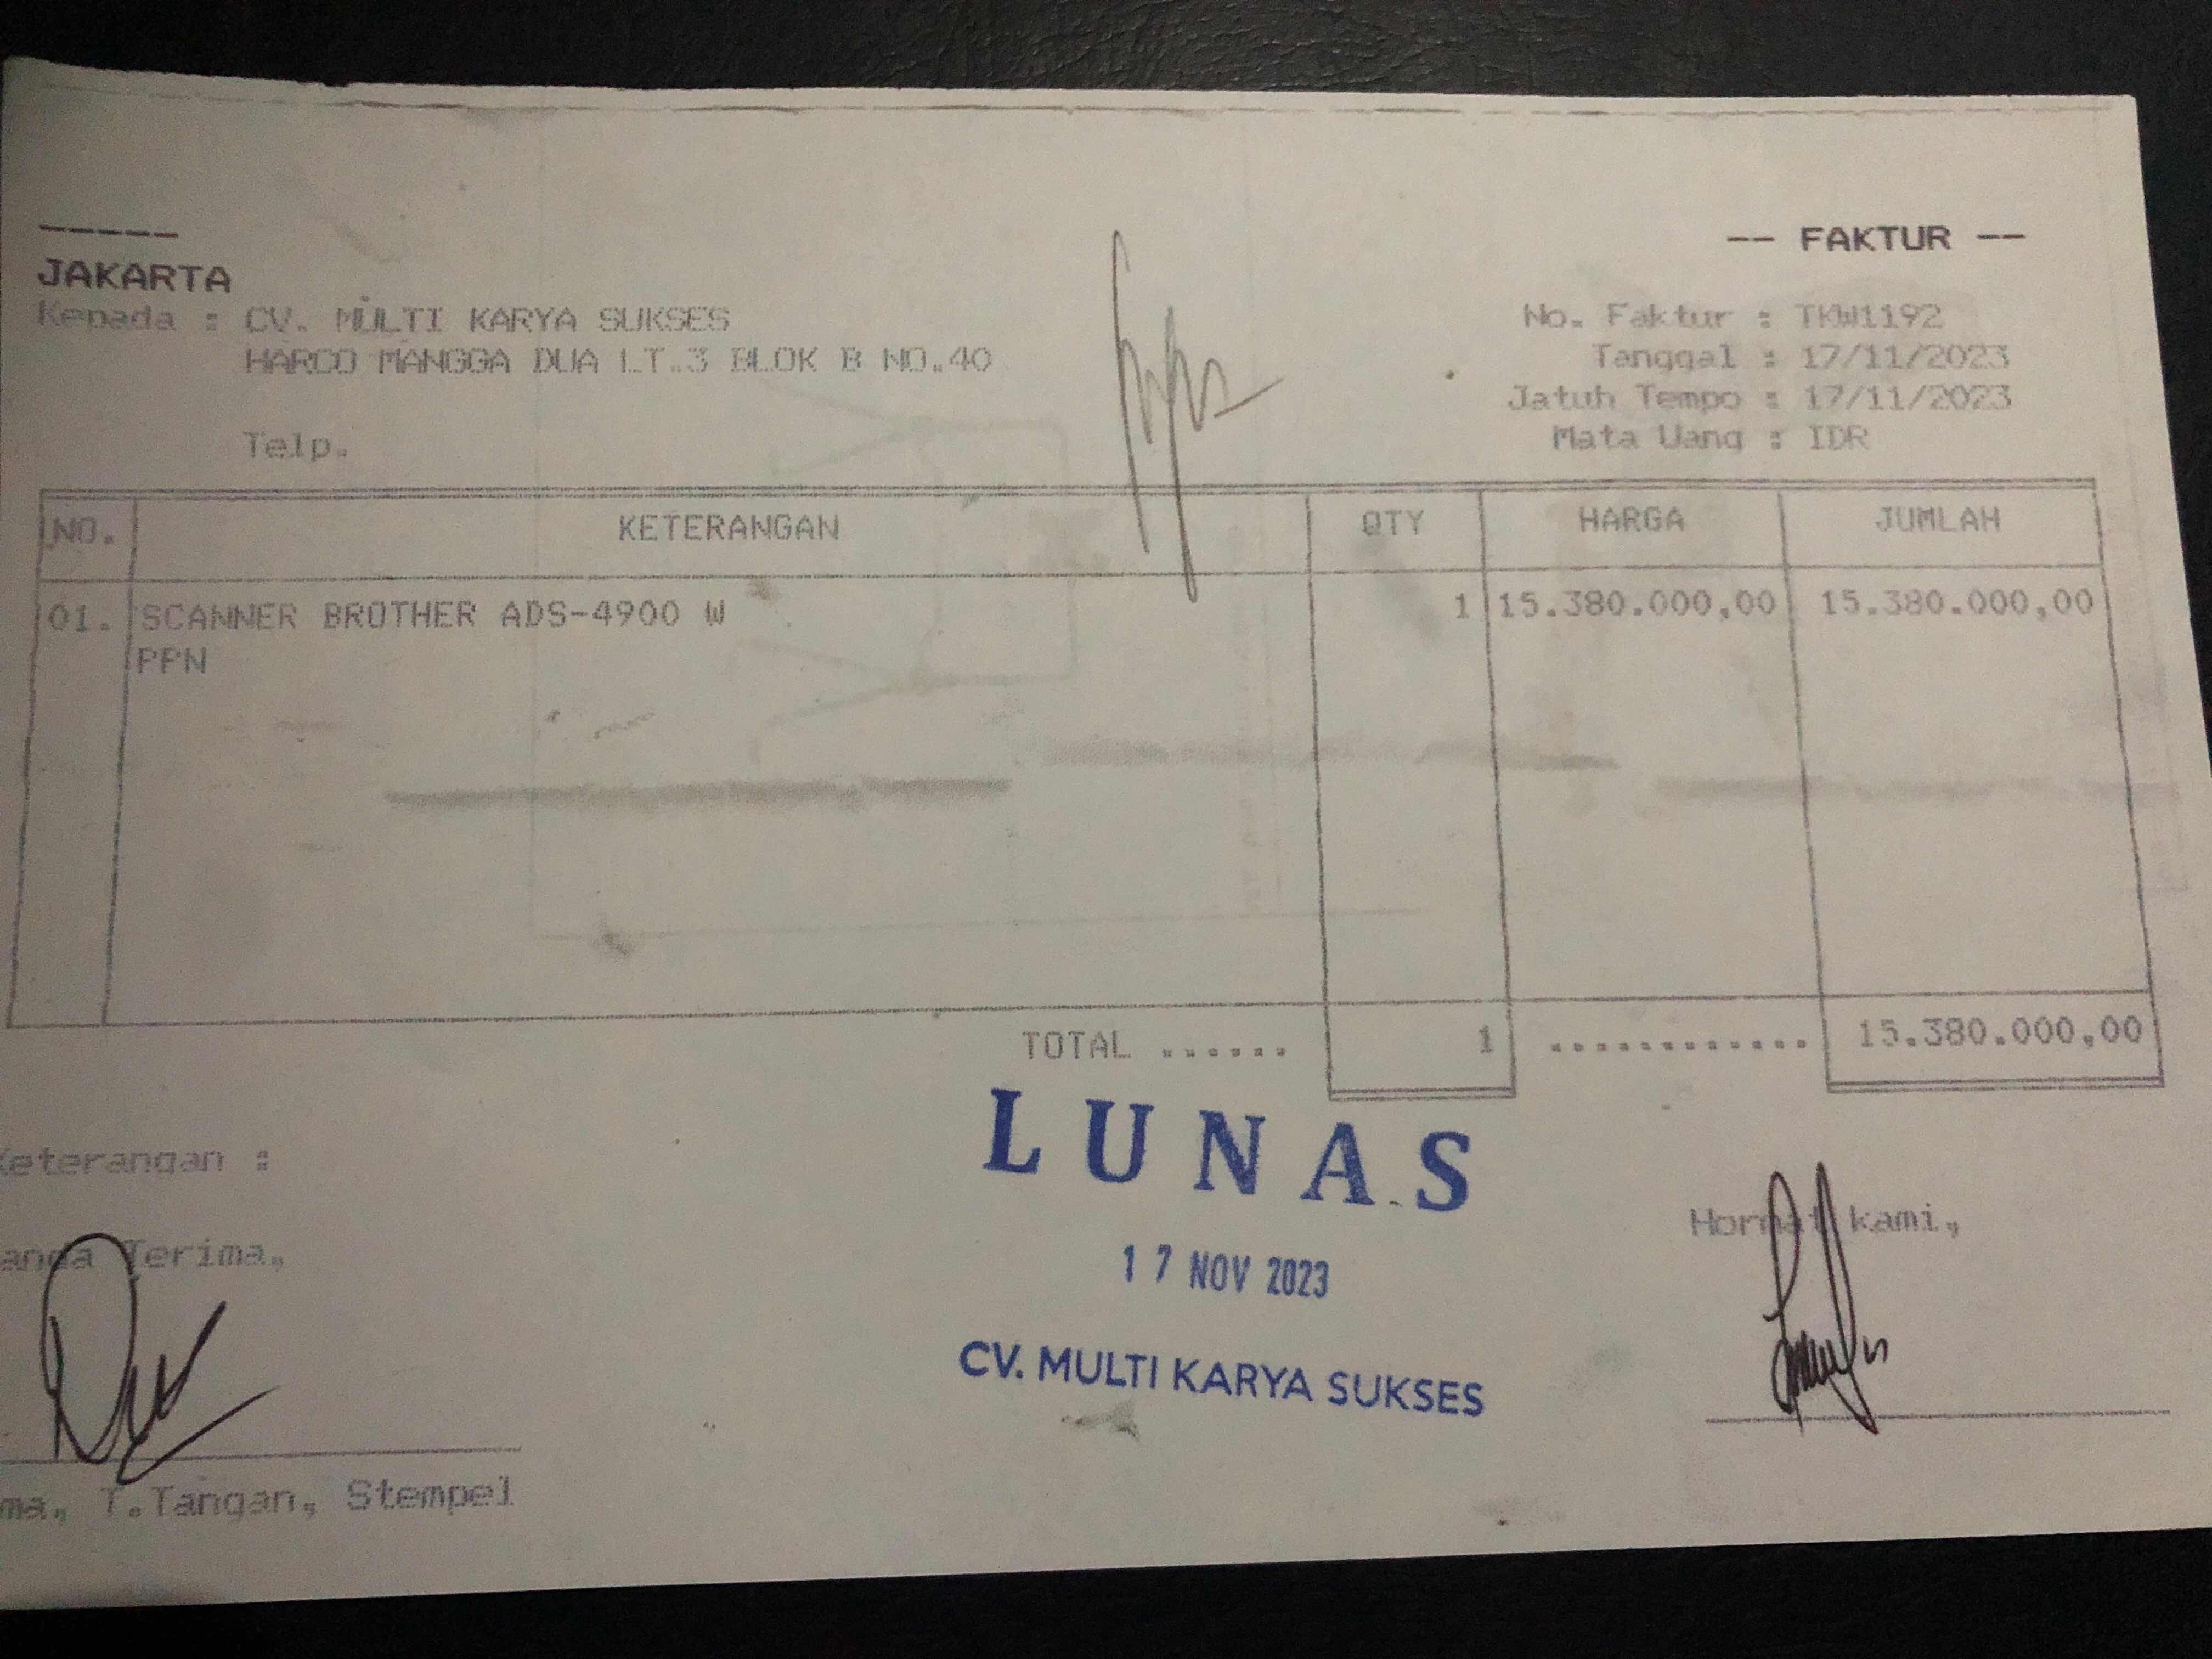 -----
-- FAKTUR --
JAKARTA
Kepada : CV. MULTI KARYA SUKSES
HARCO MANGGA DUA LT.3 BLOK B NO.40
Telp.
No. Faktur : TKW1192
Tanggal : 17/11/2023
Jatuh Tempo : 17/11/2023
Mata Uang : IDR
NO. KETERANGAN QTY HARGA JUMLAH
01. SCANNER BROTHER ADS-4900 W 1 15.380.000,00 15.380.000,00
PPN
TOTAL ...... 1 ............ 15.380.000,00
LUNAS
17 NOV 2023
CV. MULTI KARYA SUKSES
Keterangan :
anda Terima,
Hormat kami,
ma, T.Tangan, Stempel